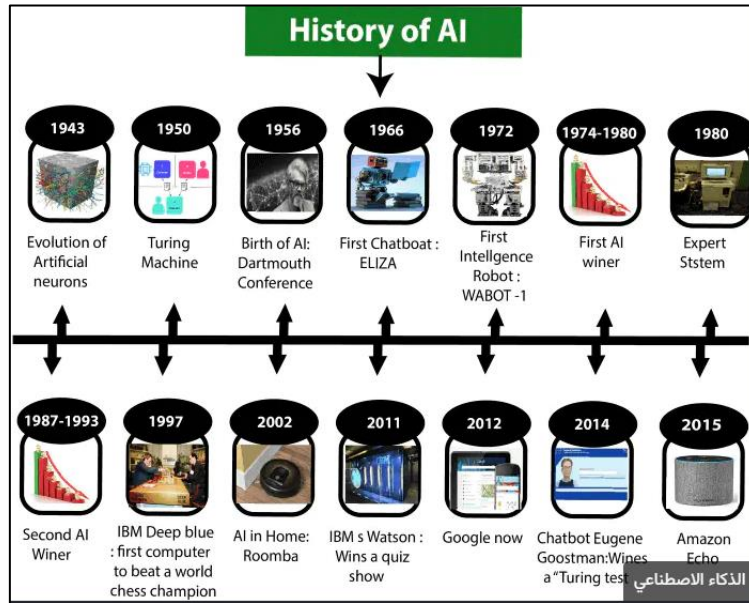 History of AI
1943
1950
1956
1966
1972
1974-1980
1980
Evolution of
Artificial
neurons
Turing
Machine
Birth of AI:
Dartmouth
Conference
First Chatboat :
ELIZA
First
Intellgence
Robot :
WABOT -1
First AI
winer
Expert
Ststem
1987-1993
1997
2002
2011
2012
2014
2015
Second AI
Winer
IBM Deep blue
: first computer
to beat a world
chess champion
AI in Home:
Roomba
IBM s Watson :
Wins a quiz
show
Google now
Chatbot Eugene
Goostman:Wines
a “Turing test
Amazon
Echo
الذكاء الاصطناعي